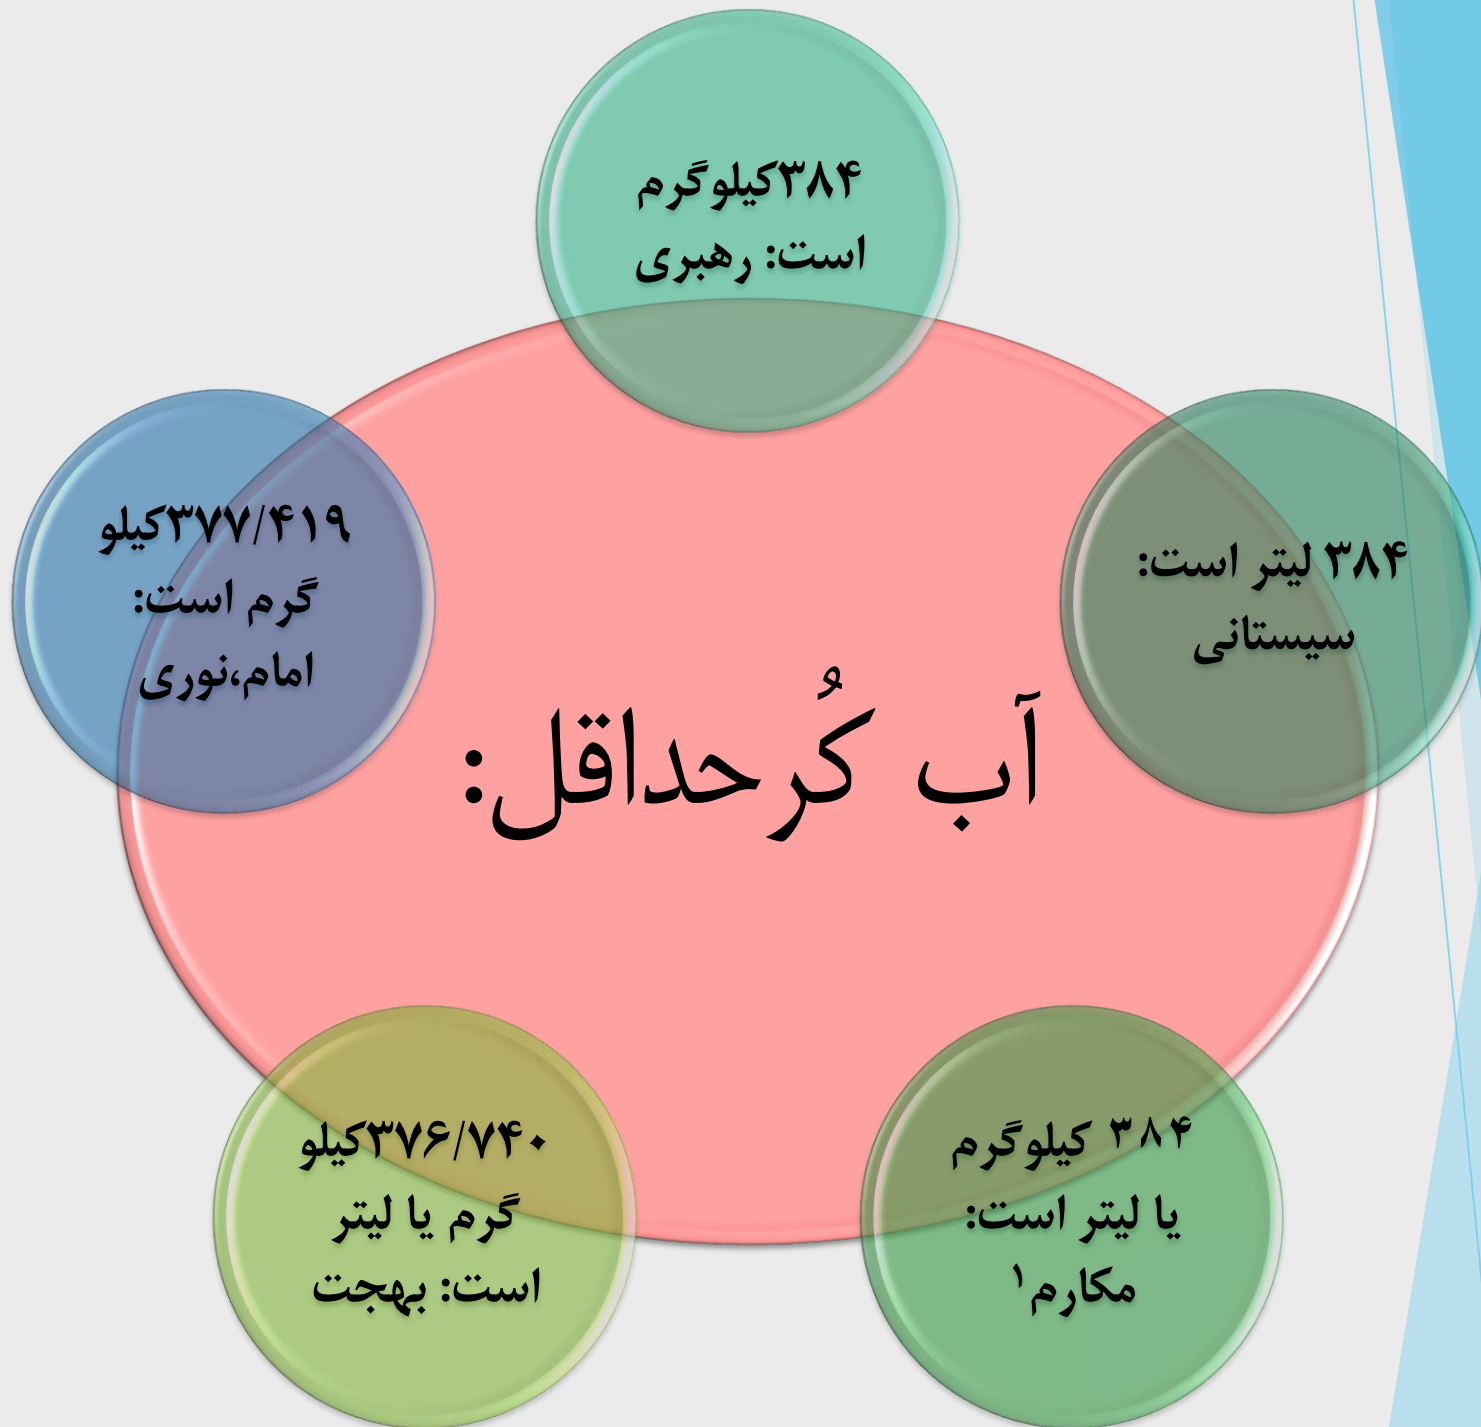 ۳۸۴کیلوگرم
است: رهبری
۳۸۴ لیتر است:
سیستانی
۳۸۴ کیلوگرم
یا لیتر است:
مکارم۱
۳۷۶/۷۴۰کیلو
گرم یا لیتر
است: بهجت
۳۷۷/۴۱۹کیلو
گرم است:
امام،نوری
آب کُرحداقل: